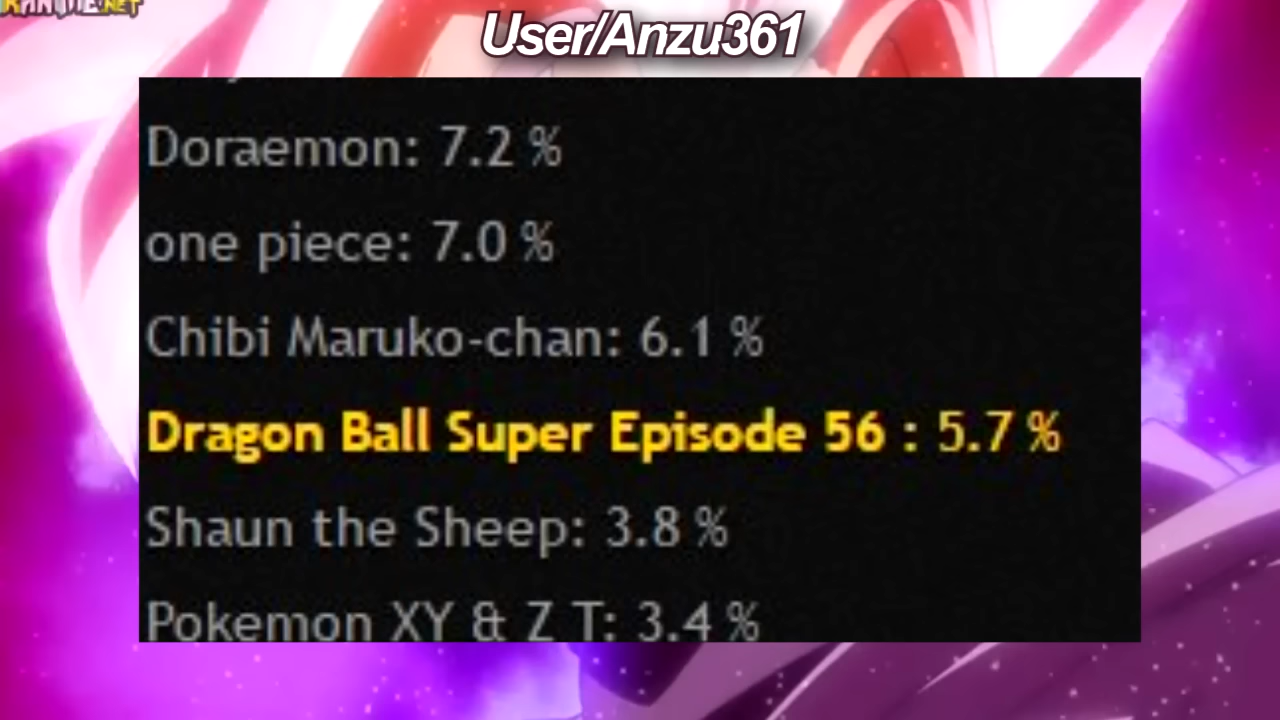 User/Anzu361
Doraemon: 7.2 %
one piece: 7.0 %
Chibi Maruko-chan: 6.1 %
Dragon Ball Super Episode 56 : 5.7 %
Shaun the Sheep: 3.8 %
Pokemon XY & Z T: 3.4 %